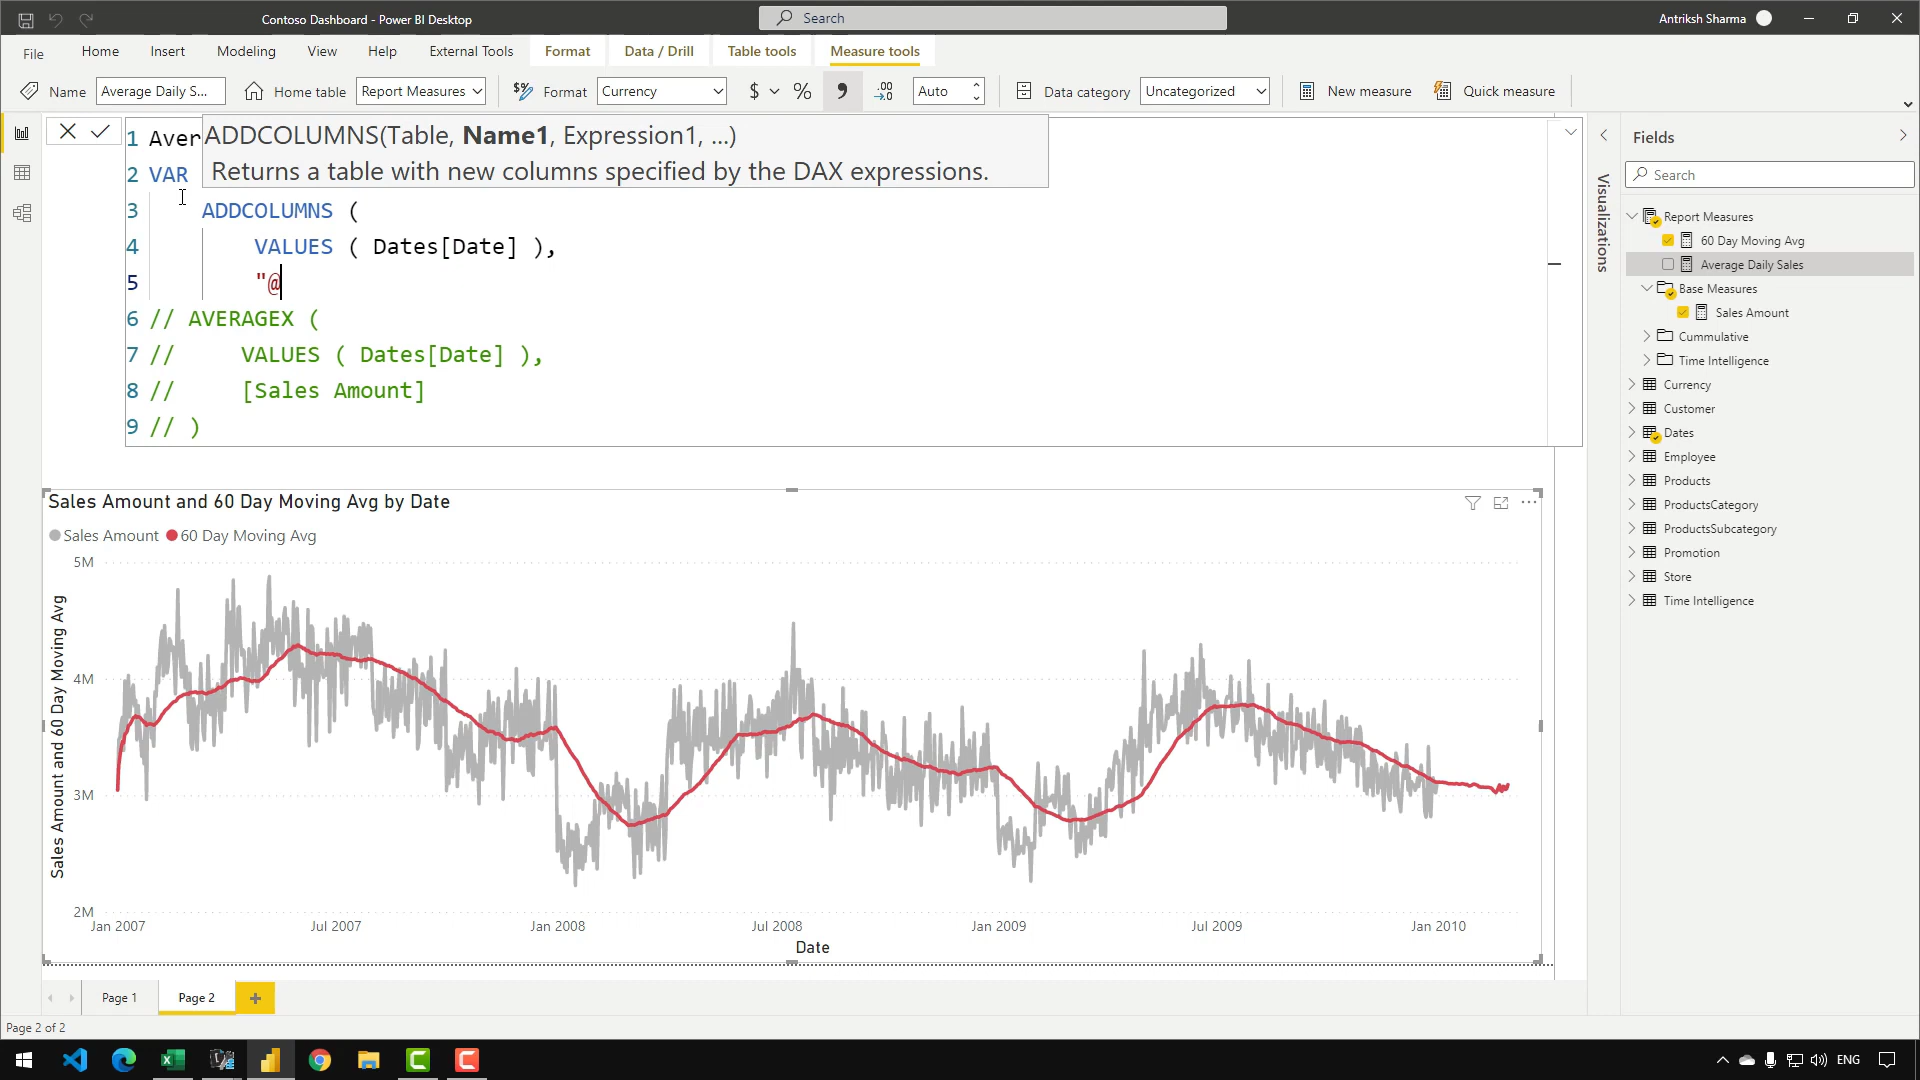 Contoso Dashboard - Power BI Desktop
Search
Antriksh Sharma
File
Home
Insert
Modeling
View
Help
External Tools
Format
Data / Drill
Table tools
Measure tools
Name
Average Daily S...
Home table
Report Measures
Format
Currency
$
%
Auto
Data category
Uncategorized
New measure
Quick measure
1 Aver
ADDCOLUMNS(Table, Name1, Expression1, ...)
Returns a table with new columns specified by the DAX expressions.
2 VAR
3 ADDCOLUMNS (
4 VALUES ( Dates[Date] ),
5 "@
6 // AVERAGEX (
7 // VALUES ( Dates[Date] ),
8 // [Sales Amount]
9 // )
Sales Amount and 60 Day Moving Avg by Date
Sales Amount
60 Day Moving Avg
Sales Amount and 60 Day Moving Avg
5M
4M
3M
2M
Jan 2007
Jul 2007
Jan 2008
Jul 2008
Jan 2009
Jul 2009
Jan 2010
Date
Visualizations
Fields
Search
Report Measures
60 Day Moving Avg
Average Daily Sales
Base Measures
Sales Amount
Cummulative
Time Intelligence
Currency
Customer
Dates
Employee
Products
ProductsCategory
ProductsSubcategory
Promotion
Store
Time Intelligence
Page 1
Page 2
+
Page 2 of 2
ENG